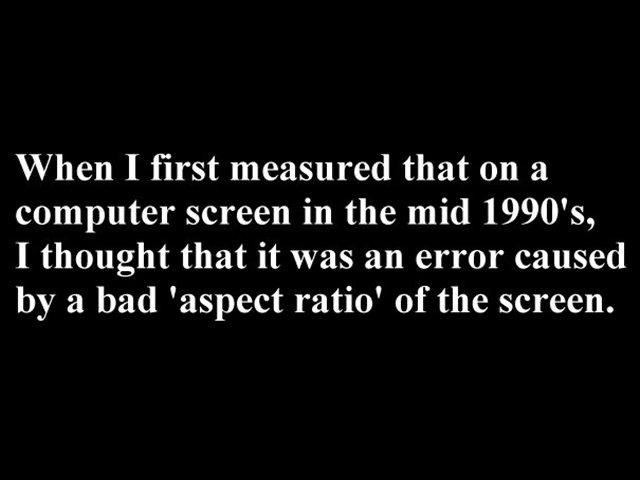 When I first measured that on a
computer screen in the mid 1990's,
I thought that it was an error caused
by a bad 'aspect ratio' of the screen.